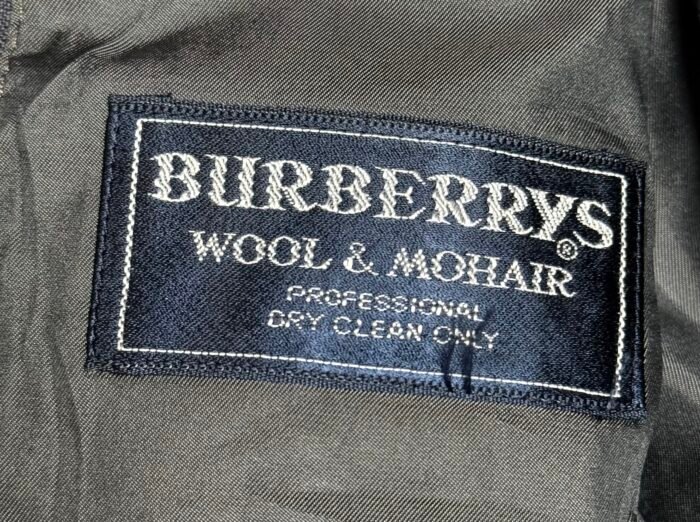 BURBERRYS®
WOOL & MOHAIR
PROFESSIONAL
DRY CLEAN ONLY